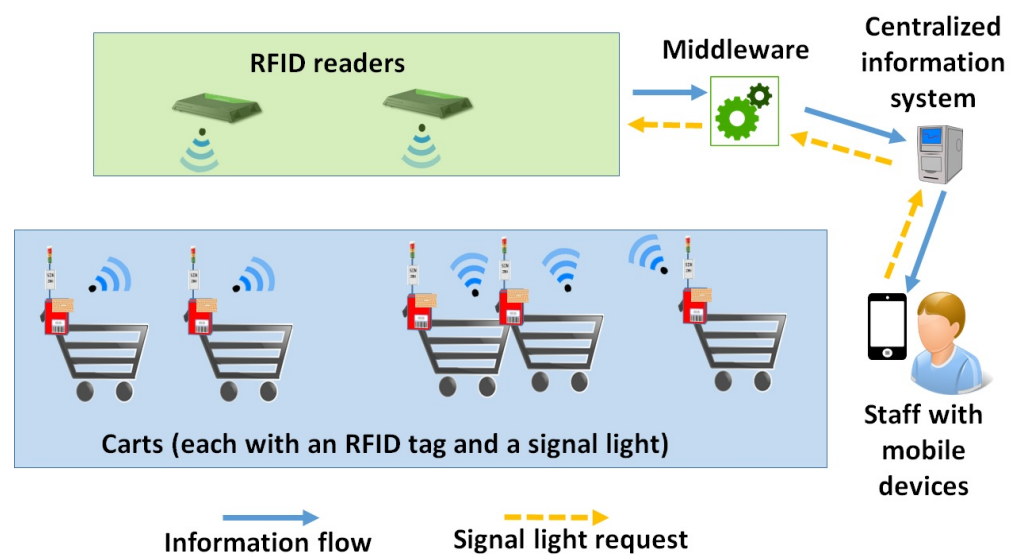 RFID readers
Middleware
Centralized
information
system
Carts (each with an RFID tag and a signal light)
Staff with
mobile
devices
Information flow
Signal light request